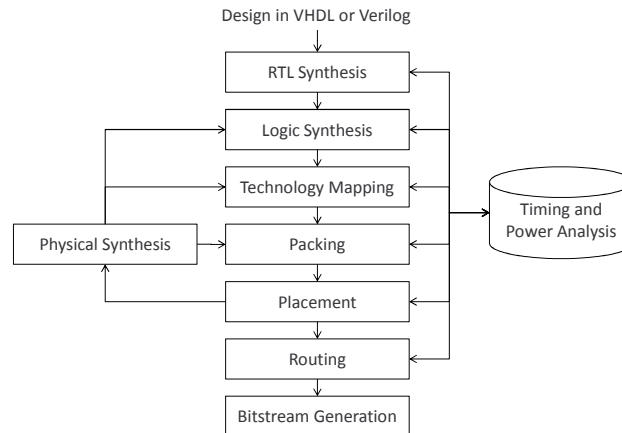 Design in VHDL or Verilog
RTL Synthesis
Logic Synthesis
Technology Mapping
Timing and
Power Analysis
Physical Synthesis
Packing
Placement
Routing
Bitstream Generation